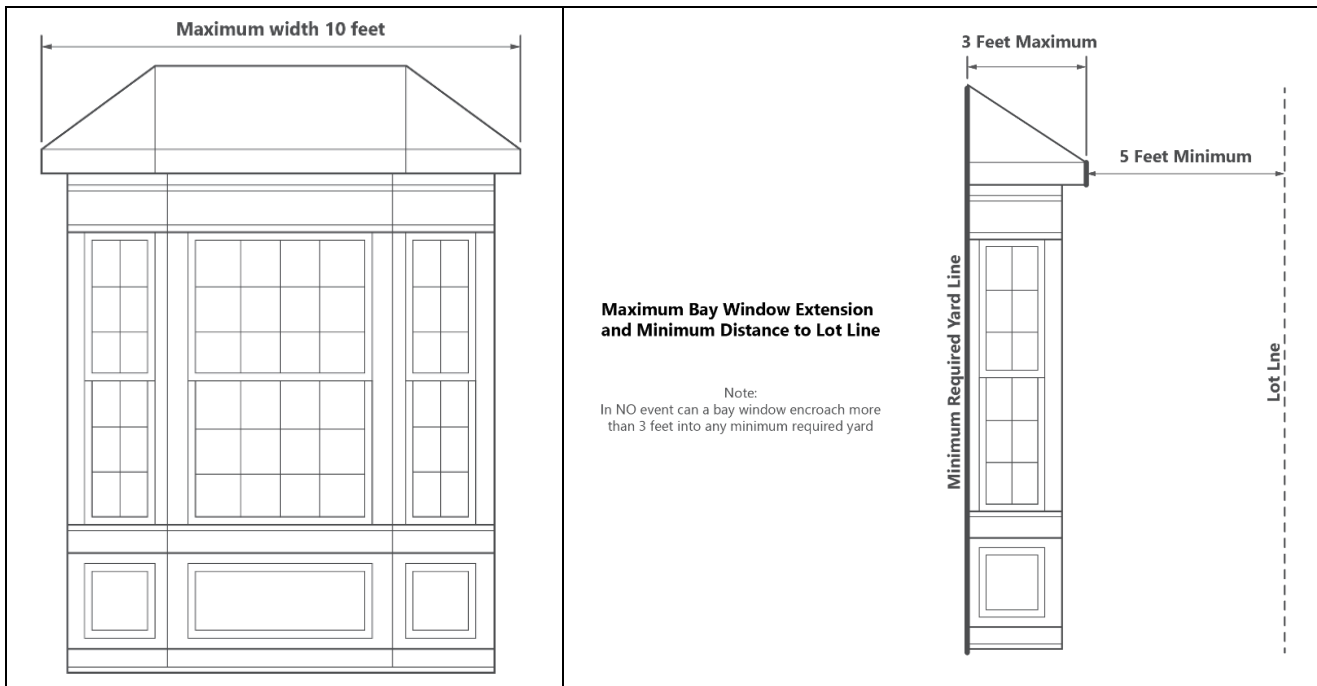 Maximum width 10 feet
3 Feet Maximum
5 Feet Minimum
Maximum Bay Window Extension
and Minimum Distance to Lot Line
Note:
In NO event can a bay window encroach more
than 3 feet into any minimum required yard
Minimum Required Yard Line
Lot Lne